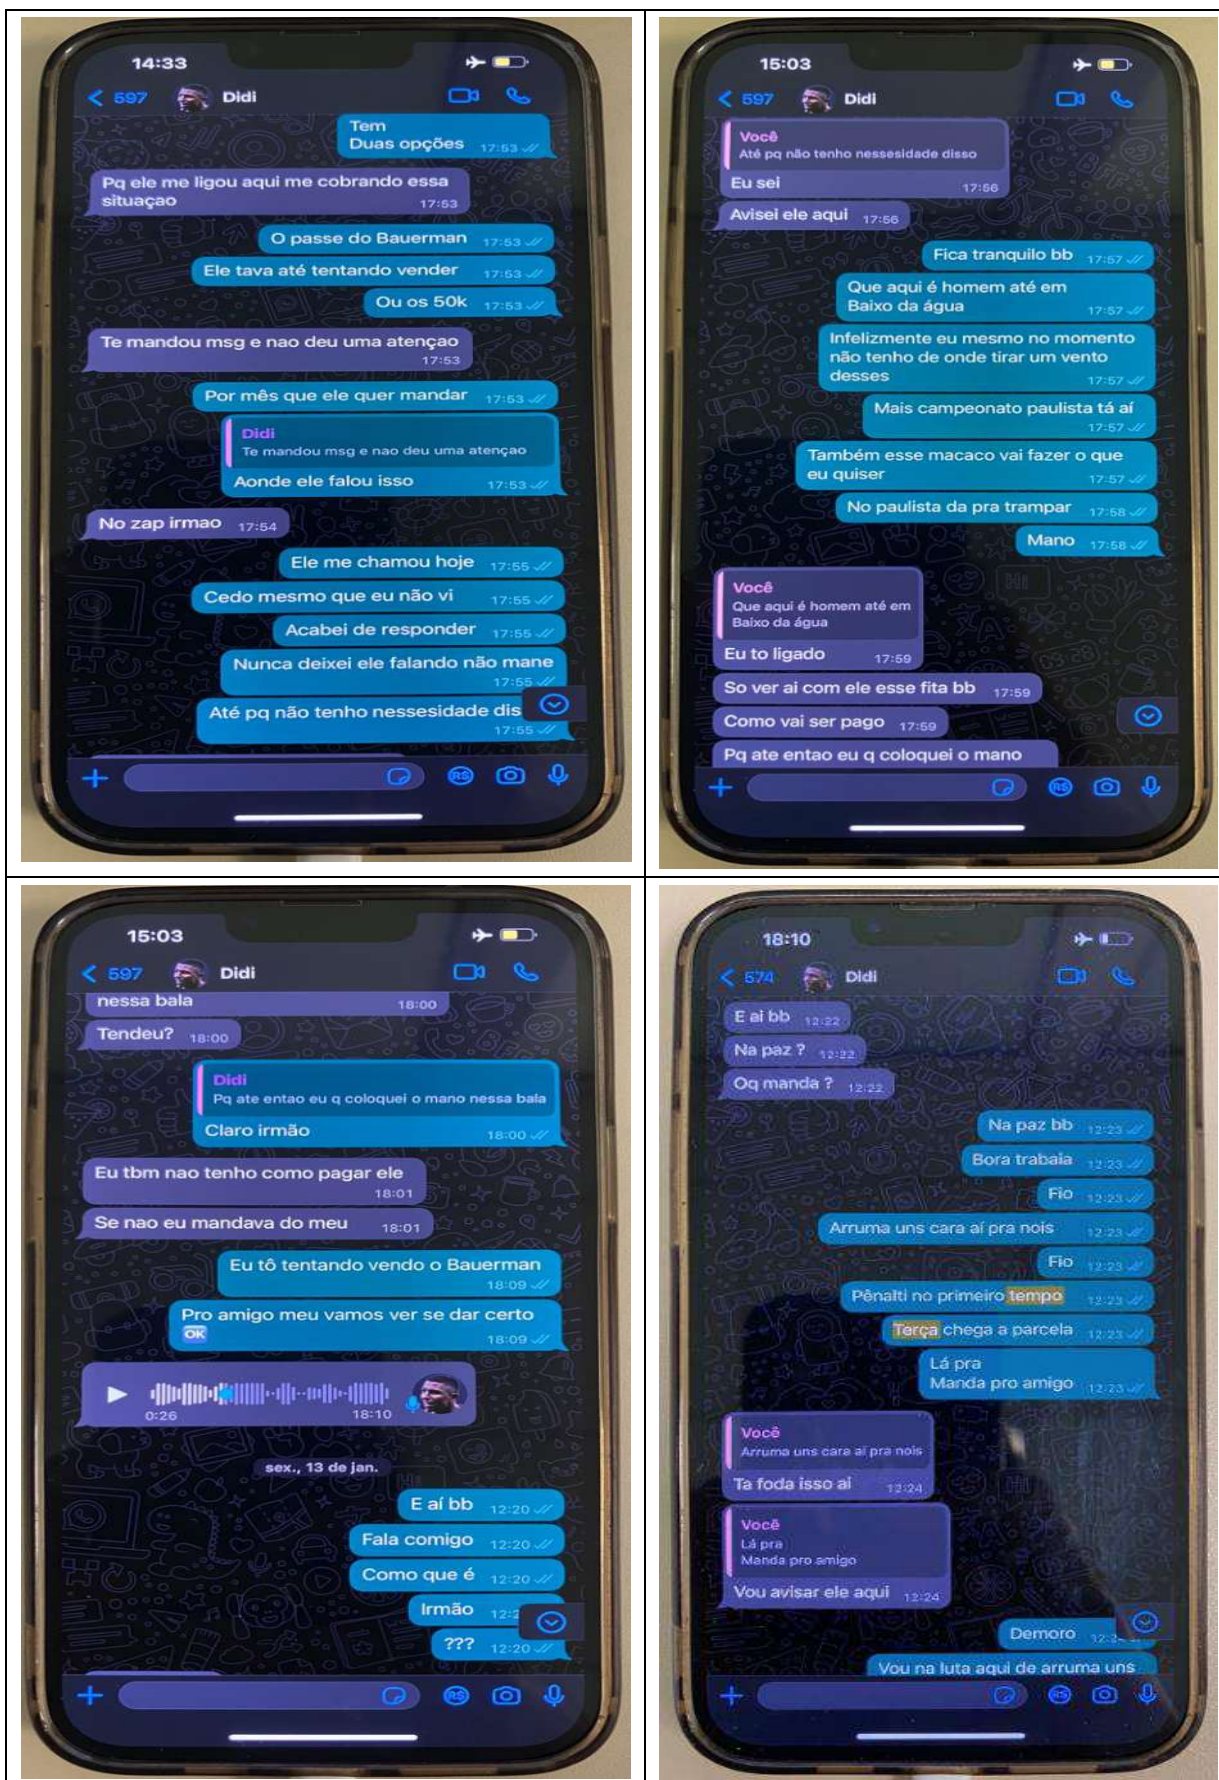 14:33
597
Didi
Tem
Duas opções 17:53
Pq ele me ligou aqui me cobrando essa
situaçao 17:53
O passe do Bauerman 17:53
Ele tava até tentando vender 17:53
Ou os 50k 17:53
Te mandou msg e nao deu uma atençao
17:53
Por mês que ele quer mandar 17:53
Didi
Te mandou msg e nao deu uma atençao
Aonde ele falou isso 17:53
No zap irmao 17:54
Ele me chamou hoje 17:55
Cedo mesmo que eu não vi 17:55
Acabei de responder 17:55
Nunca deixei ele falando não mane
17:55
Até pq não tenho nessesidade dis
17:55
R$
15:03
597
Didi
Você
Até pq não tenho nessesidade disso
Eu sei 17:56
Avisei ele aqui 17:56
Fica tranquilo bb 17:57
Que aqui é homem até em
Baixo da água 17:57
Infelizmente eu mesmo no momento
não tenho de onde tirar um vento
desses 17:57
Mais campeonato paulista tá aí
17:57
Também esse macaco vai fazer o que
eu quiser 17:57
No paulista da pra trampar 17:58
Mano 17:58
Você
Que aqui é homem até em
Baixo da água
Eu to ligado 17:59
So ver ai com ele esse fita bb 17:59
Como vai ser pago 17:59
Pq ate entao eu q coloquei o mano
R$
15:03
597
Didi
nessa bala 18:00
Tendeu? 18:00
Didi
Pq ate entao eu q coloquei o mano nessa bala
Claro irmão 18:00
Eu tbm nao tenho como pagar ele
18:01
Se nao eu mandava do meu 18:01
Eu tô tentando vendo o Bauerman
18:09
Pro amigo meu vamos ver se dar certo
OK 18:09
0:26 18:10
sex., 13 de jan.
E aí bb 12:20
Fala comigo 12:20
Como que é 12:20
Irmão 12:2
??? 12:20
R$
18:10
574
Didi
E ai bb 12:22
Na paz ? 12:22
Oq manda ? 12:22
Na paz bb 12:23
Bora trabaia 12:23
Fio 12:23
Arruma uns cara aí pra nois 12:23
Fio 12:23
Pênalti no primeiro tempo 12:23
Terça chega a parcela 12:23
Lá pra
Manda pro amigo 12:23
Você
Arruma uns cara aí pra nois
Ta foda isso ai 12:24
Você
Lá pra
Manda pro amigo
Vou avisar ele aqui 12:24
Demoro 12:24
Vou na luta aqui de arruma uns
R$